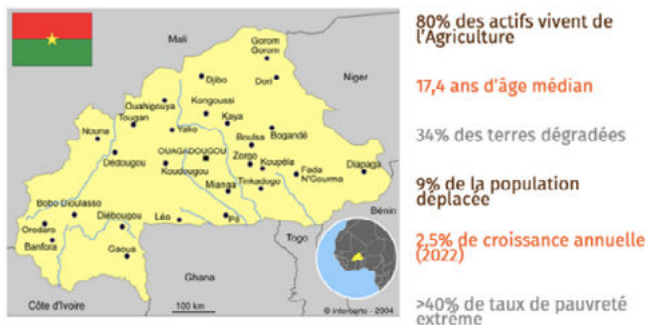 Mali
Gorom
Gorom
Niger
Djibo
Dori
Ouahigouya
Kongoussi
Tougan
Nouna
Yako
Kaya
Bogandé
Boulsa
Dédougou
OUAGADOUGOU
Zorgo
Koupéla
Diapaga
Koudougou
Fada
N'Gourma
Tinkadogo
Manga
Bobo Dioulasso
Bénin
Diébougou
Léo
Pô
Orodara
Banfora
Gaoua
Togo
Ghana
Côte d'Ivoire
100 km
© intercarto - 2004
80% des actifs vivent de
l'Agriculture
17,4 ans d'âge médian
34% des terres dégradées
9% de la population
déplacée
2,5% de croissance annuelle
(2022)
>40% de taux de pauvreté
extrême